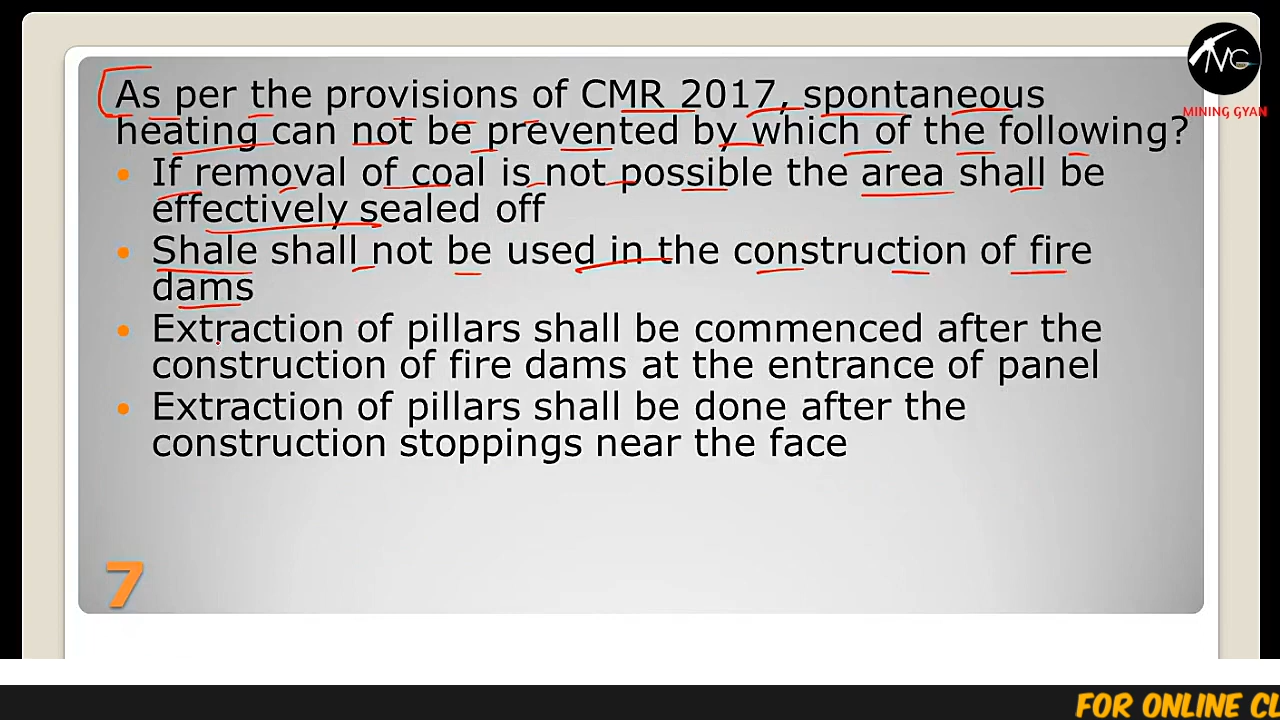 MG
MINING GYAN
As per the provisions of CMR 2017, spontaneous
heating can not be prevented by which of the following?
• If removal of coal is not possible the area shall be
effectively sealed off
• Shale shall not be used in the construction of fire
dams
• Extraction of pillars shall be commenced after the
construction of fire dams at the entrance of panel
• Extraction of pillars shall be done after the
construction stoppings near the face
7
FOR ONLINE CL